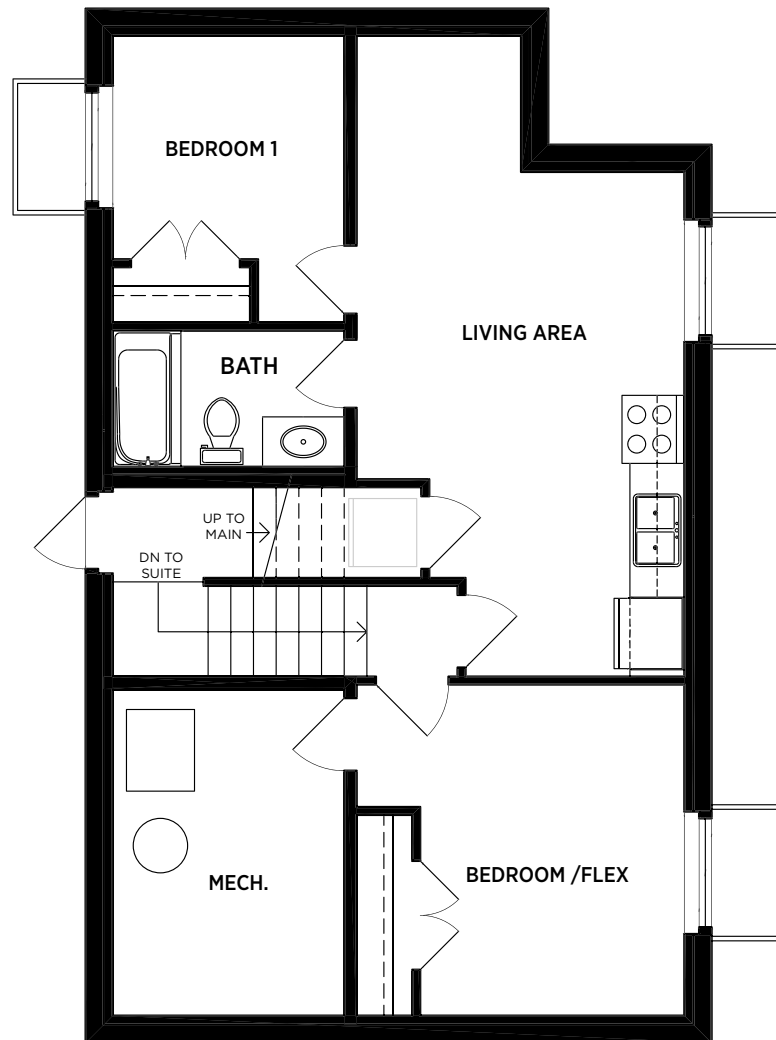 BEDROOM 1
LIVING AREA
BATH
UP TO
MAIN
DN TO
SUITE
MECH.
BEDROOM /FLEX